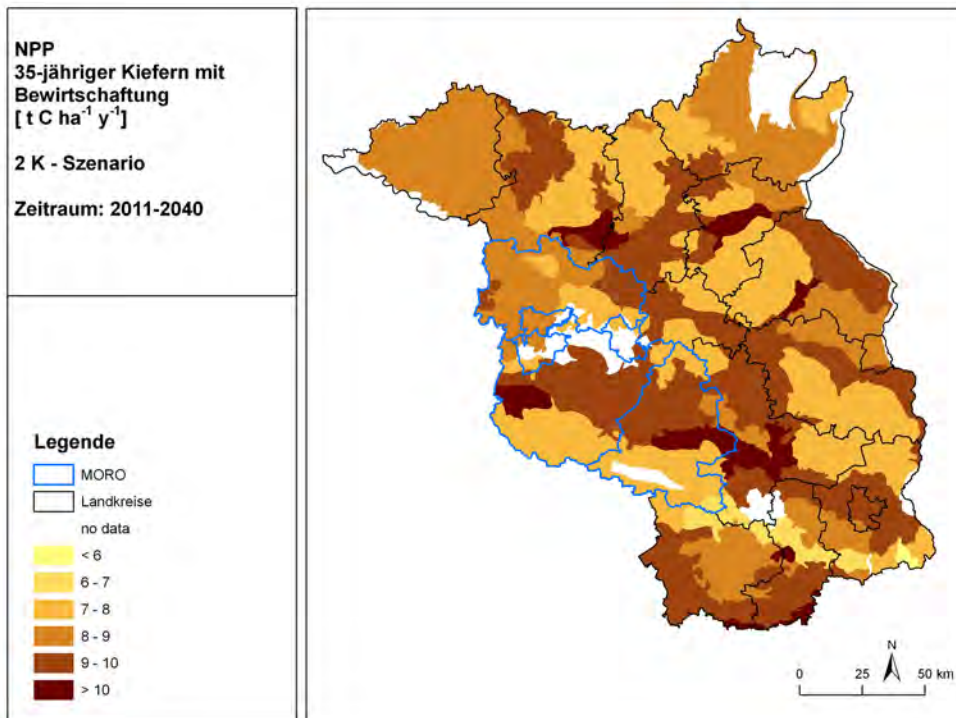 NPP
35-jähriger Kiefern mit
Bewirtschaftung
[ t C ha⁻¹ y⁻¹]
2 K - Szenario
Zeitraum: 2011-2040
Legende
MORO
Landkreise
no data
< 6
6 - 7
7 - 8
8 - 9
9 - 10
> 10
N
0 25 50 km